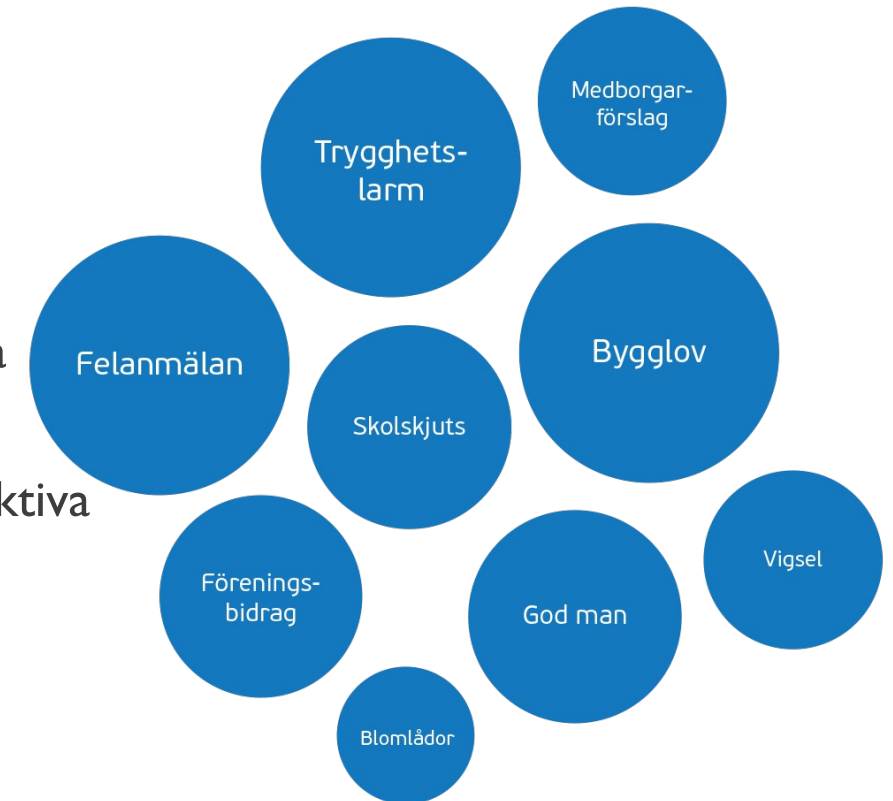 Medborgar-
förslag
Trygghets-
larm
Bygglov
Felanmälan
Skolskjuts
Vigsel
Förenings-
bidrag
God man
Blomlådor